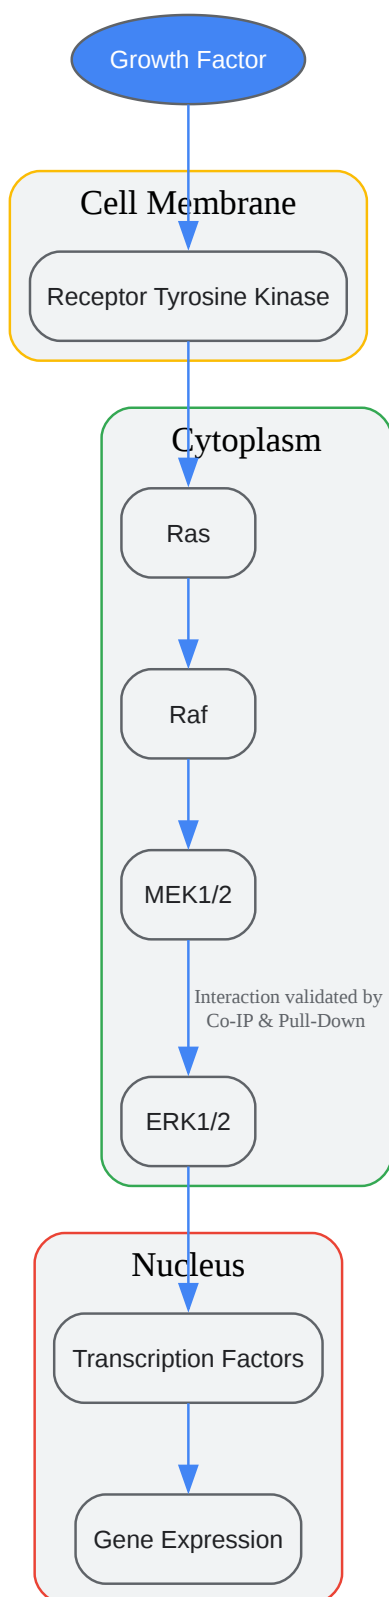 Growth Factor
Cell Membrane
Receptor Tyrosine Kinase
Cytoplasm
Ras
Raf
MEK1/2
Interaction validated by
Co-IP & Pull-Down
ERK1/2
Nucleus
Transcription Factors
Gene Expression